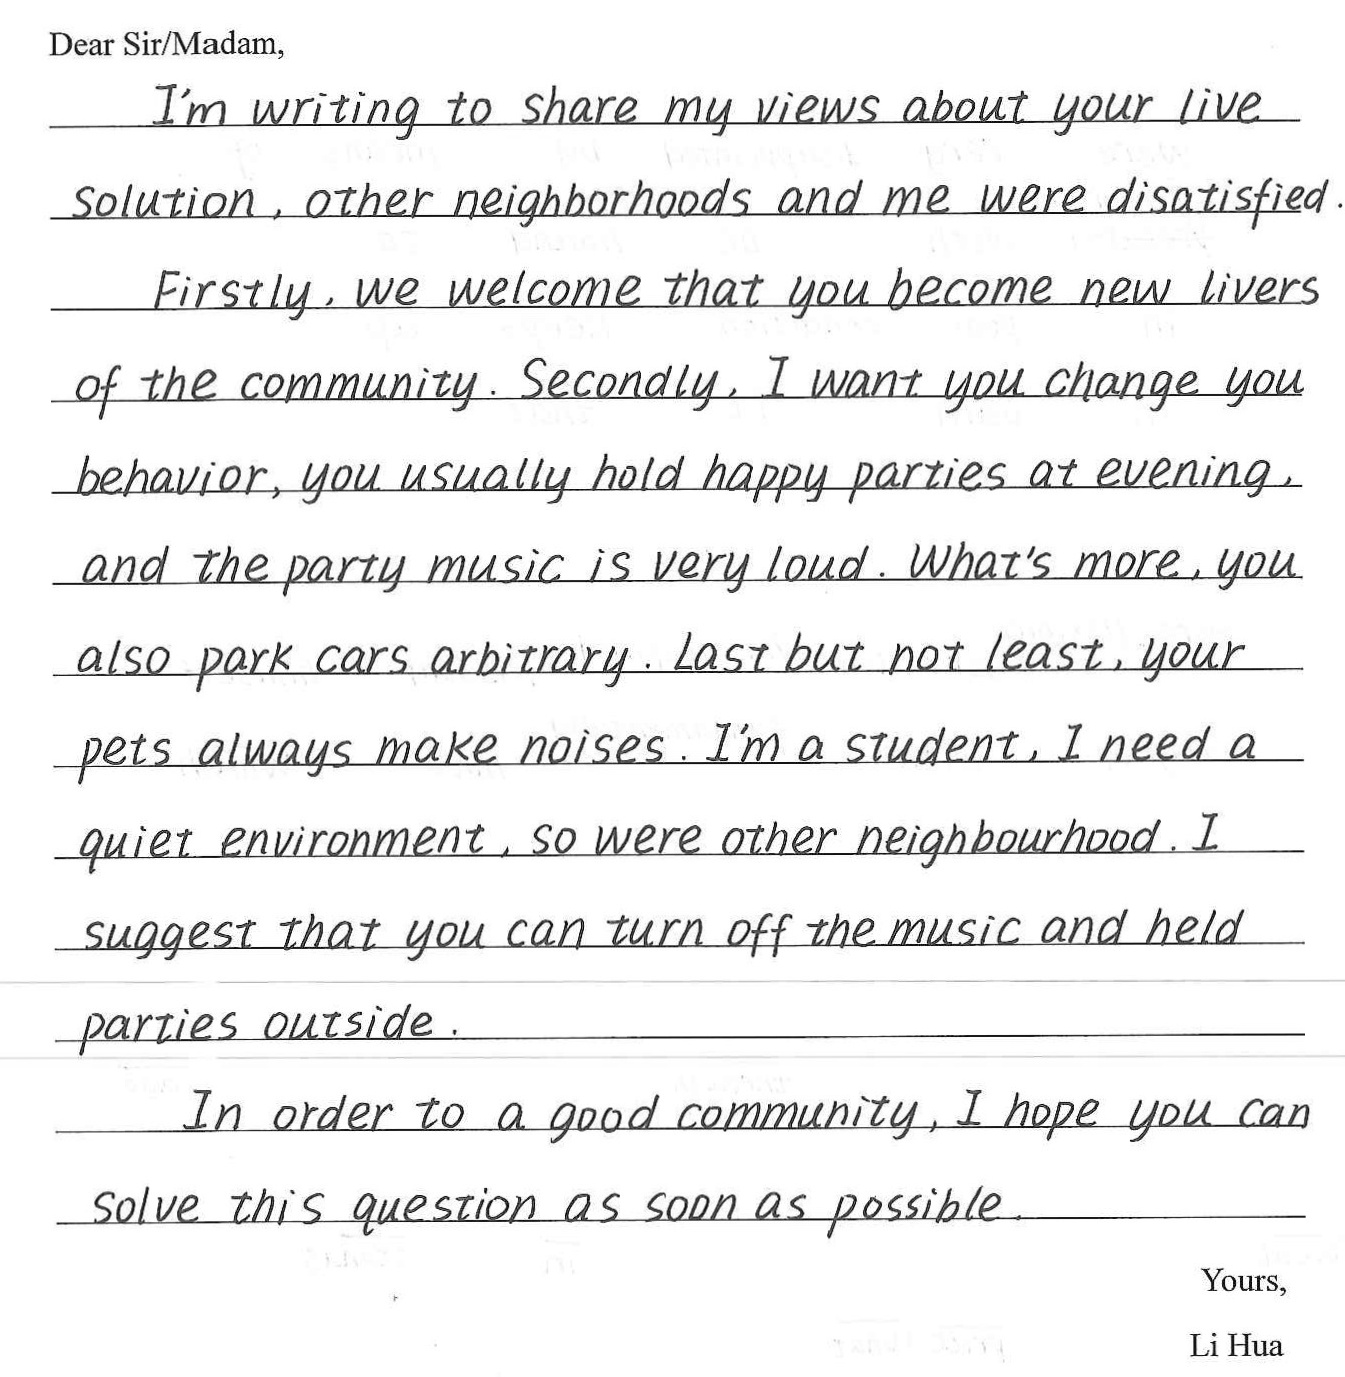 Dear Sir/Madam,
I'm writing to share my views about your live
solution, other neighborhoods and me were disatisfied.
Firstly, we welcome that you become new livers
of the community. Secondly, I want you change you
behavior, you usually hold happy parties at evening,
and the party music is very loud. What's more, you
also park cars arbitrary. Last but not least, your
pets always make noises. I'm a student, I need a
quiet environment, so were other neighbourhood. I
suggest that you can turn off the music and held
parties outside.
In order to a good community, I hope you can
solve this question as soon as possible.
Yours,
Li Hua